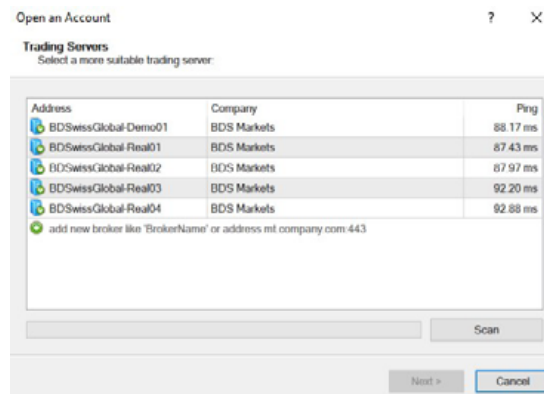 Open an Account ? ×
Trading Servers
Select a more suitable trading server:
Address Company Ping
BDSwissGlobal-Demo01 BDS Markets 88.17 ms
BDSwissGlobal-Real01 BDS Markets 87.43 ms
BDSwissGlobal-Real02 BDS Markets 87.97 ms
BDSwissGlobal-Real03 BDS Markets 92.20 ms
BDSwissGlobal-Real04 BDS Markets 92.88 ms
add new broker like 'BrokerName' or address mt.company.com:443
Scan
Next > Cancel